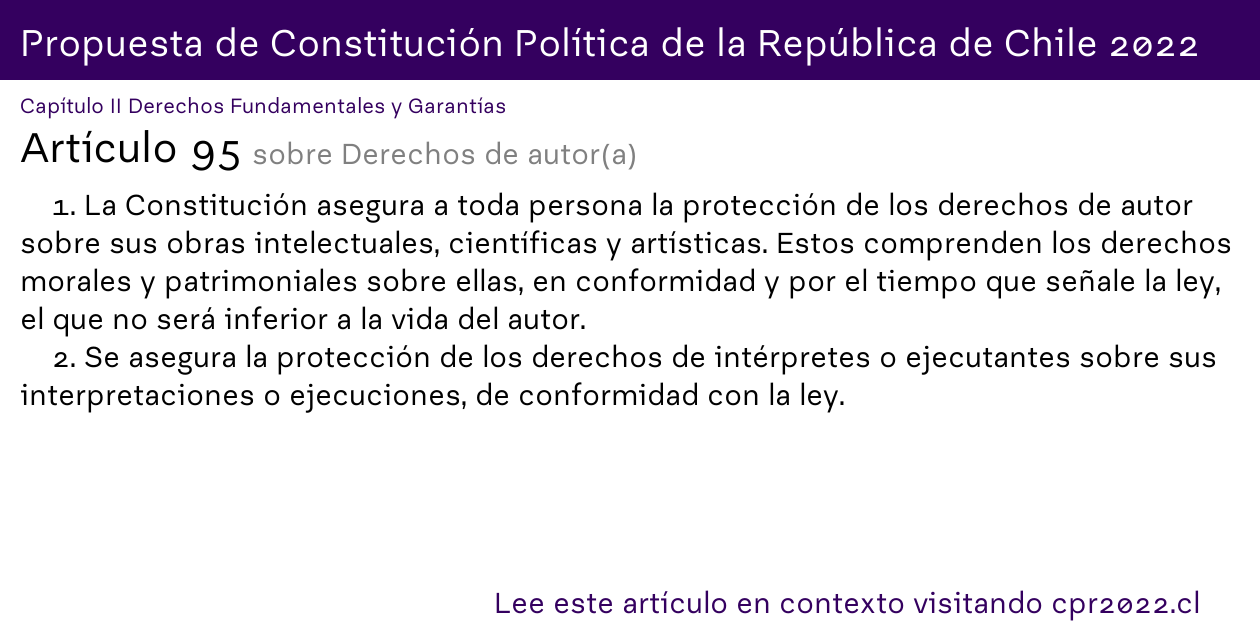 Propuesta de Constitución Política de la República de Chile 2022
Capítulo II Derechos Fundamentales y Garantías
Artículo 95 sobre Derechos de autor(a)
1. La Constitución asegura a toda persona la protección de los derechos de autor
sobre sus obras intelectuales, científicas y artísticas. Estos comprenden los derechos
morales y patrimoniales sobre ellas, en conformidad y por el tiempo que señale la ley,
el que no será inferior a la vida del autor.
2. Se asegura la protección de los derechos de intérpretes o ejecutantes sobre sus
interpretaciones o ejecuciones, de conformidad con la ley.
Lee este artículo en contexto visitando cpr2022.cl